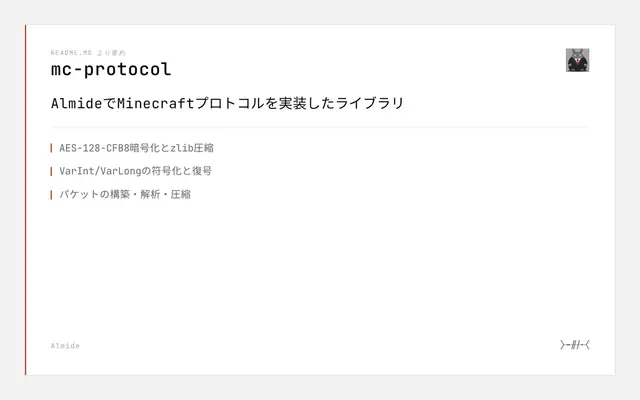 README.MD より要約
mc-protocol
AlmideでMinecraftプロトコルを実装したライブラリ
AES-128-CFB8暗号化とzlib圧縮
VarInt/VarLongの符号化と復号
パケットの構築・解析・圧縮
Almide
>-#/-<